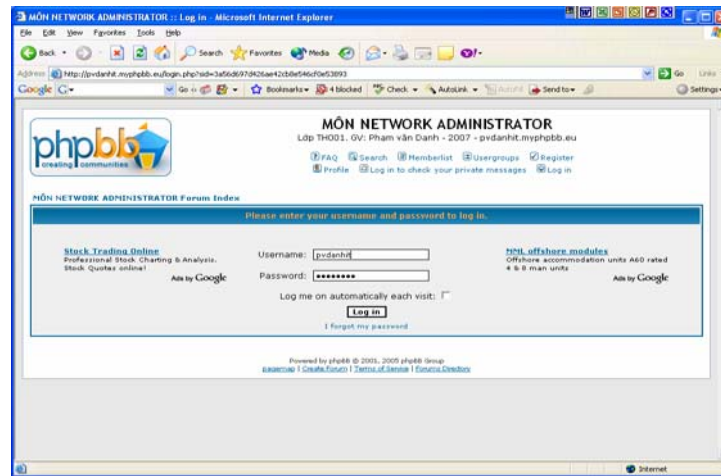 MÔN NETWORK ADMINISTRATOR :: Log in - Microsoft Internet Explorer
File Edit View Favorites Tools Help
Back Search Favorites Media
Address http://pvdanhit.myphpbb.eu/login.php?sid=3a56d697d426ae42cb8e546cf0e53893 Go Links
Google G Go Bookmarks 4 blocked Check AutoLink AutoFill Send to Settings
phpbb
creating communities
MÔN NETWORK ADMINISTRATOR
Lớp TH001. GV: Pham văn Danh - 2007 - pvdanhit.myphpbb.eu
FAQ Search Memberlist Usergroups Register
Profile Log in to check your private messages Log in
MÔN NETWORK ADMINISTRATOR Forum Index
Please enter your username and password to log in.
Stock Trading Online
Professional Stock Charting & Analysis.
Stock Quotes online!
Ads by Google
Username: pvdanhit
Password: ••••••••
Log me on automatically each visit:
Log in
I forgot my password
MML offshore modules
Offshore accommodation units A60 rated
4 & 8 man units
Ads by Google
Powered by phpBB © 2001, 2005 phpBB Group
pagemap | Create Forum | Terms of Service | Forums Directory
Internet